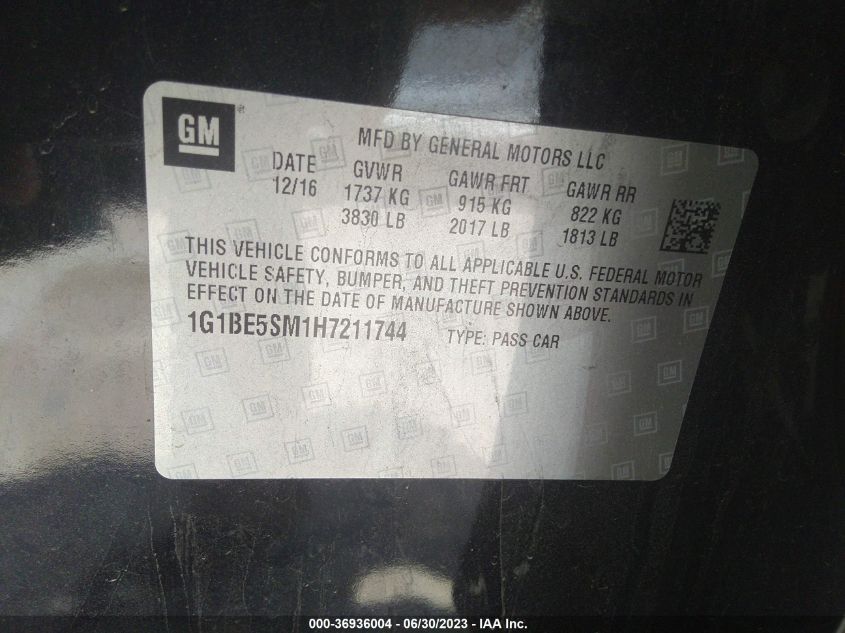 GM
MFD BY GENERAL MOTORS LLC
DATE GVWR GAWR FRT GAWR RR
12/16 1737 KG 915 KG 822 KG
3830 LB 2017 LB 1813 LB
THIS VEHICLE CONFORMS TO ALL APPLICABLE U.S. FEDERAL MOTOR
VEHICLE SAFETY, BUMPER, AND THEFT PREVENTION STANDARDS IN
EFFECT ON THE DATE OF MANUFACTURE SHOWN ABOVE.
1G1BE5SM1H7211744 TYPE: PASS CAR
000-36936004 / 06/30/2023 - IAA Inc.